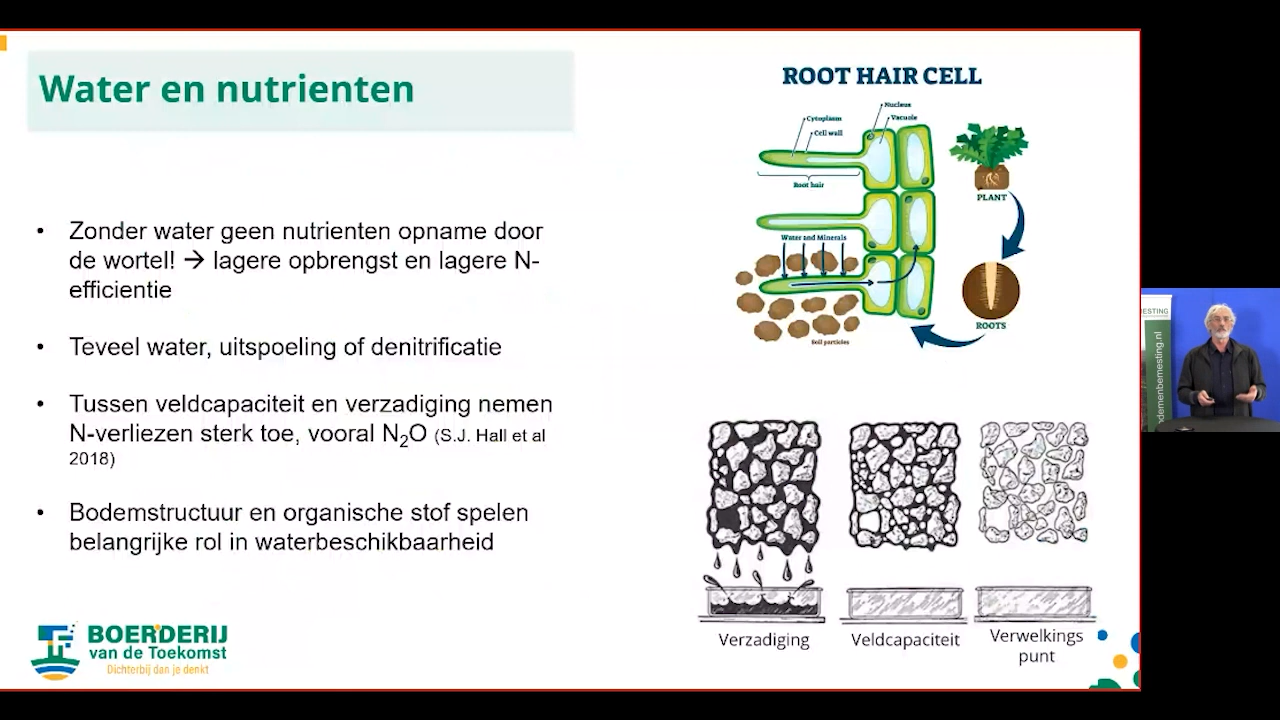 Water en nutrienten
• Zonder water geen nutrienten opname door
de wortel! → lagere opbrengst en lagere N-
efficientie
• Teveel water, uitspoeling of denitrificatie
• Tussen veldcapaciteit en verzadiging nemen
N-verliezen sterk toe, vooral N₂O (S.J. Hall et al
2018)
• Bodemstructuur en organische stof spelen
belangrijke rol in waterbeschikbaarheid
BOERDERIJ
van de Toekomst
Dichterbij dan je denkt
ROOT HAIR CELL
Nucleus
Cytoplasm
Vacuole
Cell wall
Root hair
PLANT
Water and Minerals
ROOTS
Soil particles
Verzadiging
Veldcapaciteit
Verwelkings
punt
ESTING
demenbemesting.nl